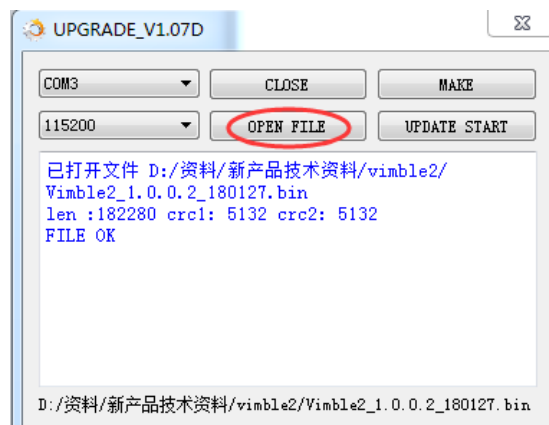 UPGRADE_V1.07D
COM3 CLOSE MAKE
115200 OPEN FILE UPDATE START
已打开文件 D:/资料/新产品技术资料/vimble2/
Vimble2_1.0.0.2_180127.bin
len :182280 crc1: 5132 crc2: 5132
FILE OK
D:/资料/新产品技术资料/vimble2/Vimble2_1.0.0.2_180127.bin